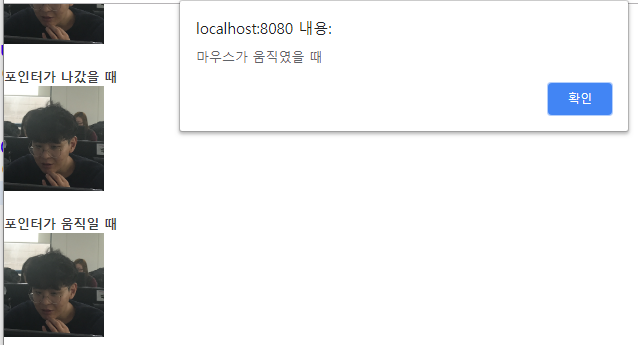 localhost:8080 내용:
마우스가 움직였을 때
확인
포인터가 나갔을 때
포인터가 움직일 때